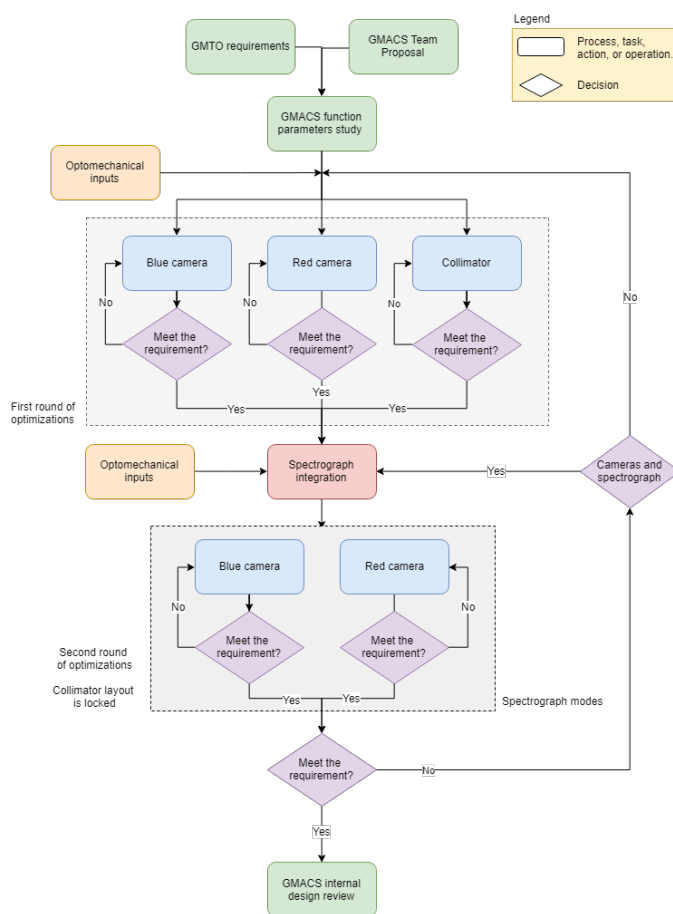 Legend
Process, task,
action, or operation.
Decision
GMTO requirements
GMACS Team
Proposal
GMACS function
parameters study
Optomechanical
inputs
Blue camera
Red camera
Collimator
No
No
No
No
Meet the
requirement?
Meet the
requirement?
Meet the
requirement?
Yes
Yes
Yes
First round of
optimizations
Optomechanical
inputs
Spectrograph
integration
Yes
Cameras and
spectrograph
Blue camera
Red camera
No
No
Meet the
requirement?
Meet the
requirement?
Second round
of optimizations
Collimator layout
is locked
Yes
Yes
Spectrograph modes
Meet the
requirement?
No
Yes
GMACS internal
design review